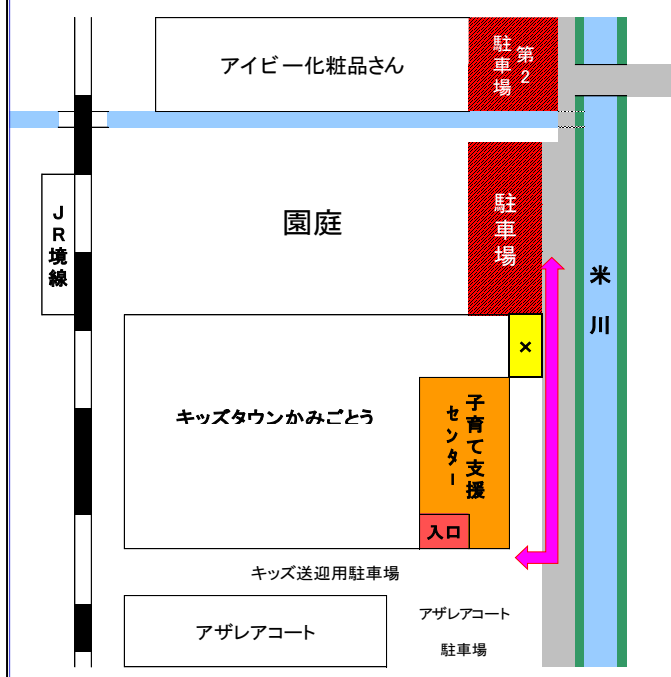 アイビー化粧品さん
第2
駐車場
JR境線
園庭
駐車場
米川
×
キッズタウンかみごとう
子育て支援
センター
入口
キッズ送迎用駐車場
アザレアコート
アザレアコート
駐車場